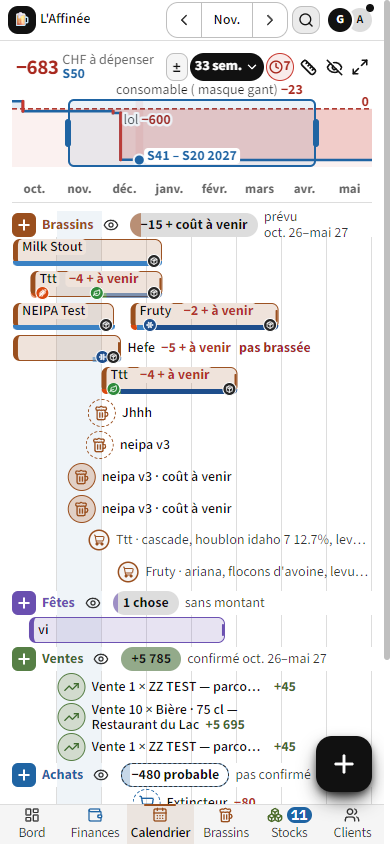 L'Affinée
Nov.
G
A
−683 CHF à dépenser
S50
±
33 sem.
7
consomable ( masque gant) −23
0
lol −600
S41 – S20 2027
oct. nov. déc. janv. févr. mars avr. mai
Brassins −15 + coût à venir prévu
oct. 26–mai 27
Milk Stout
Ttt −4 + à venir
NEIPA Test Fruty −2 + à venir
Hefe −5 + à venir pas brassée
Ttt −4 + à venir
Jhhh
neipa v3
neipa v3 · coût à venir
neipa v3 · coût à venir
Ttt · cascade, houblon idaho 7 12.7%, lev…
Fruty · ariana, flocons d'avoine, levu…
Fêtes 1 chose sans montant
vi
Ventes +5 785 confirmé oct. 26–mai 27
Vente 1 × ZZ TEST — parco… +45
Vente 10 × Bière · 75 cl —
Restaurant du Lac +5 695
Vente 1 × ZZ TEST — parco… +45
Achats −480 probable pas confirmé
Extincteur −80
Bord Finances Calendrier Brassins Stocks 11 Clients